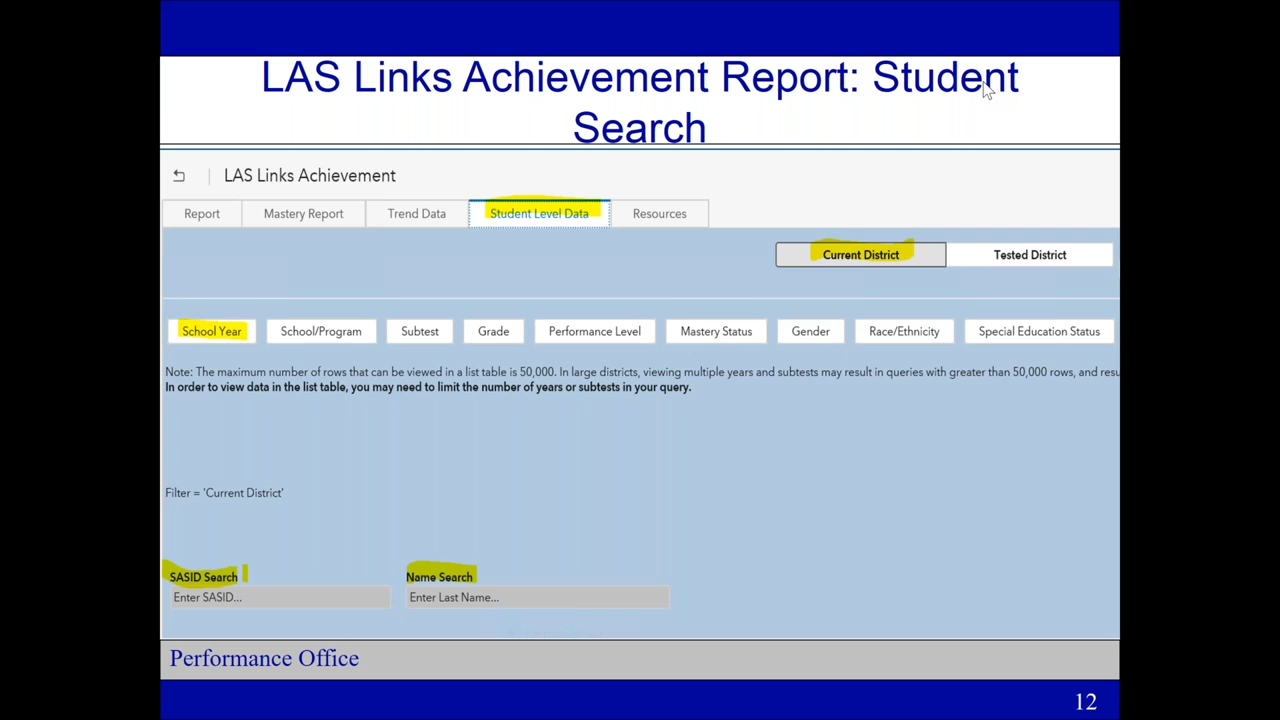 LAS Links Achievement Report: Student
Search
LAS Links Achievement
Report
Mastery Report
Trend Data
Student Level Data
Resources
Current District
Tested District
School Year
School/Program
Subtest
Grade
Performance Level
Mastery Status
Gender
Race/Ethnicity
Special Education Status
Note: The maximum number of rows that can be viewed in a list table is 50,000. In large districts, viewing multiple years and subtests may result in queries with greater than 50,000 rows, and resu
In order to view data in the list table, you may need to limit the number of years or subtests in your query.
Filter = 'Current District'
SASID Search
Name Search
Enter SASID...
Enter Last Name...
Performance Office
12